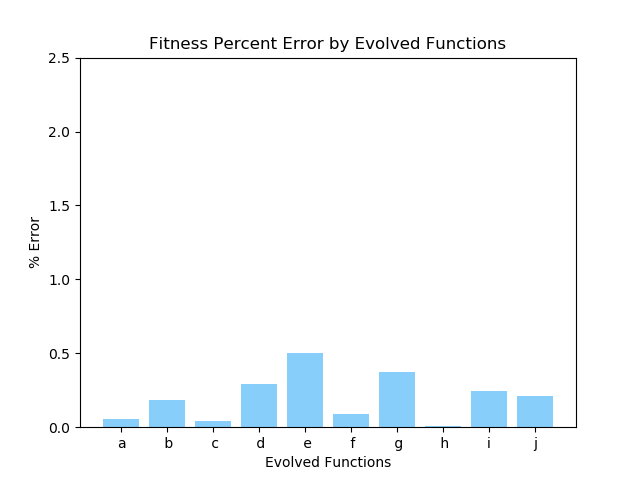 Fitness Percent Error by Evolved Functions
2.5
2.0
1.5
1.0
0.5
0.0
% Error
a b c d e f g h i j
Evolved Functions